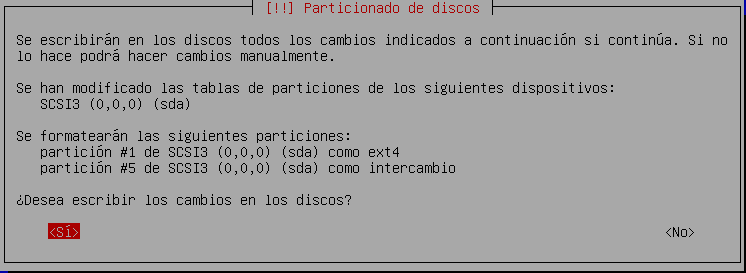 [!!] Particionado de discos
Se escribirán en los discos todos los cambios indicados a continuación si continúa. Si no
lo hace podrá hacer cambios manualmente.
Se han modificado las tablas de particiones de los siguientes dispositivos:
SCSI3 (0,0,0) (sda)
Se formatearán las siguientes particiones:
partición #1 de SCSI3 (0,0,0) (sda) como ext4
partición #5 de SCSI3 (0,0,0) (sda) como intercambio
¿Desea escribir los cambios en los discos?
<Sí> <No>